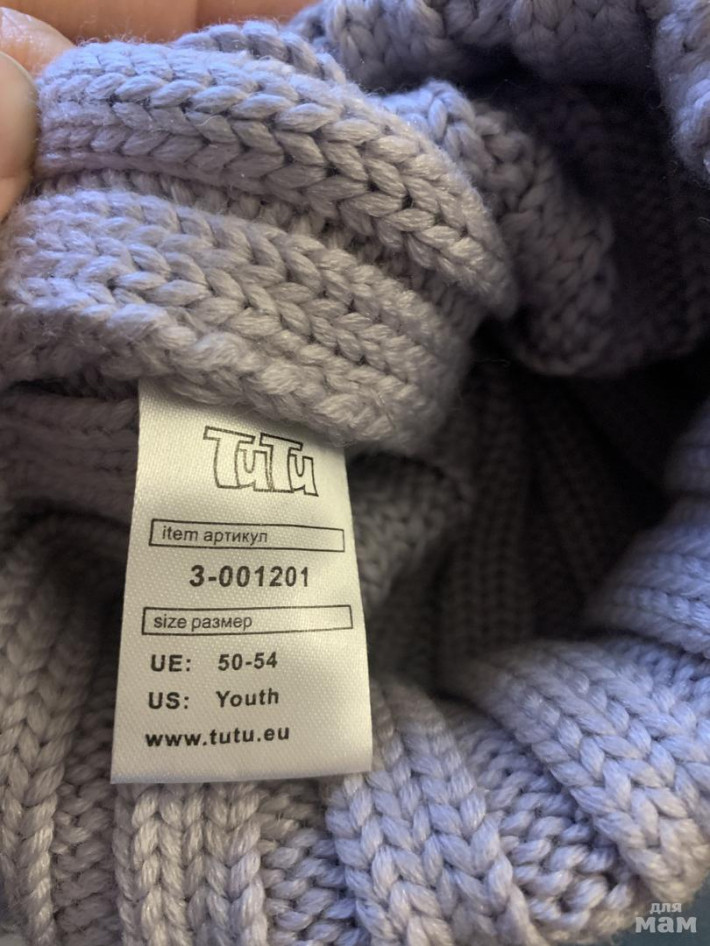 TuTu
item артикул
3-001201
size размер
UE: 50-54
US: Youth
www.tutu.eu
для
мам